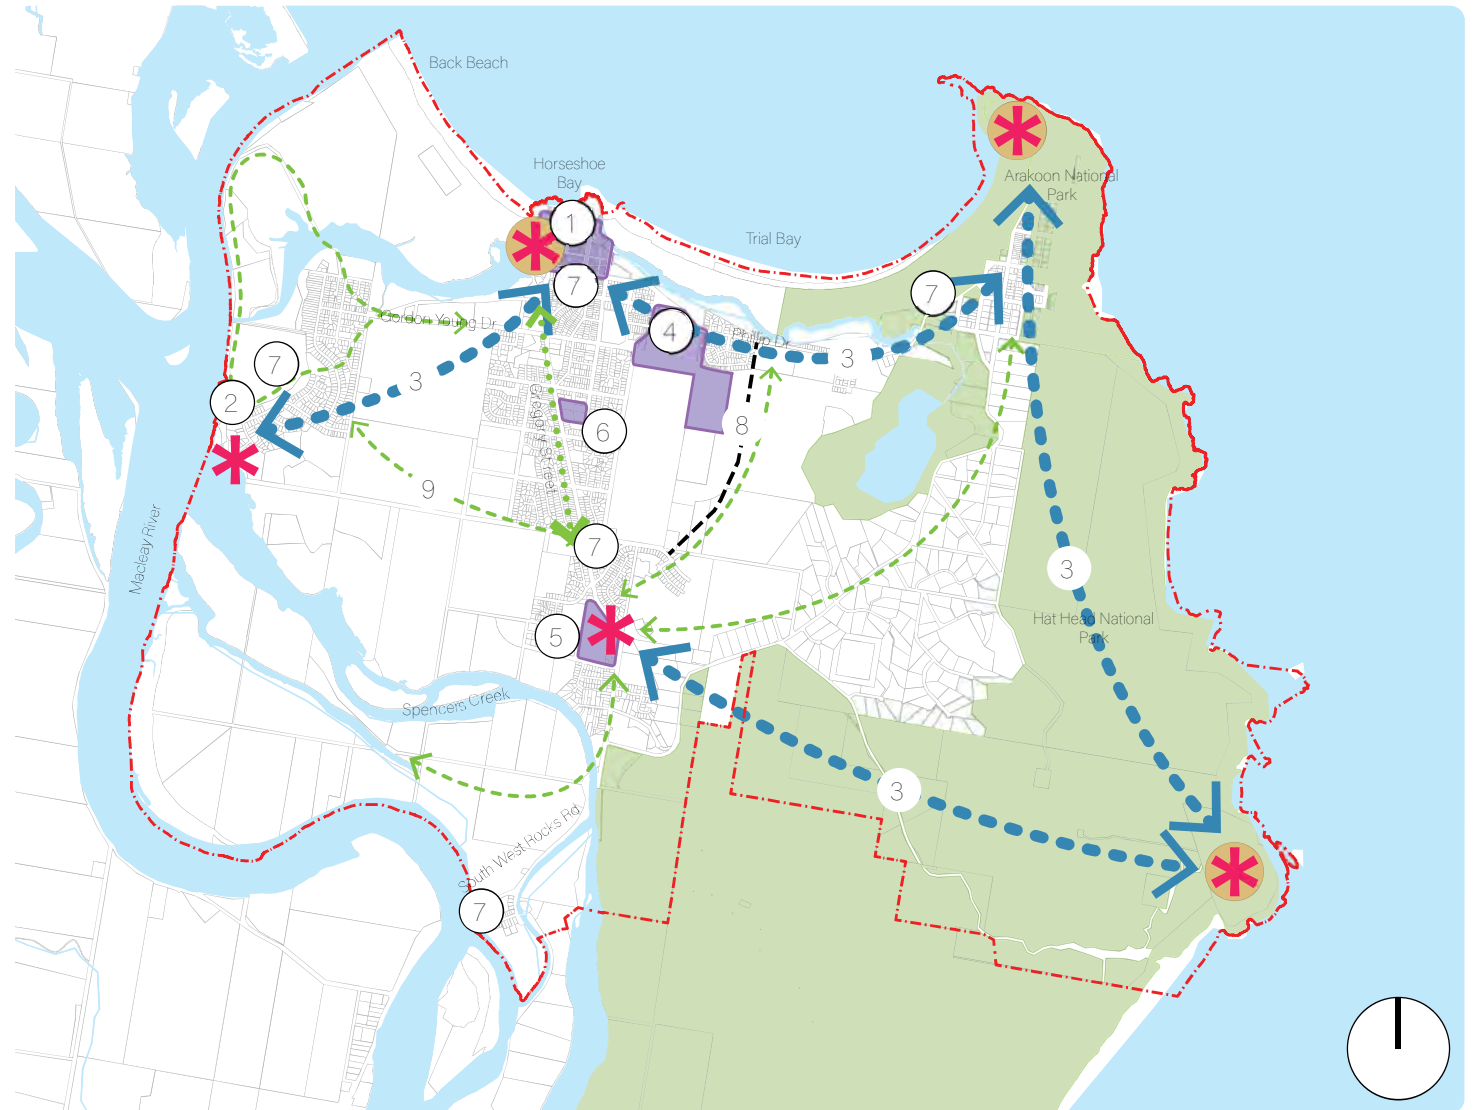 Back Beach
Horseshoe
Bay
1
Arakoon National
Park
Trial Bay
7
7
Gordon Young Dr
4
Phillip Dr
3
7
3
2
Gregory Street
6
8
9
7
Macleay River
3
Hat Head National
Park
5
Spencers Creek
3
South West Rocks Rd
7